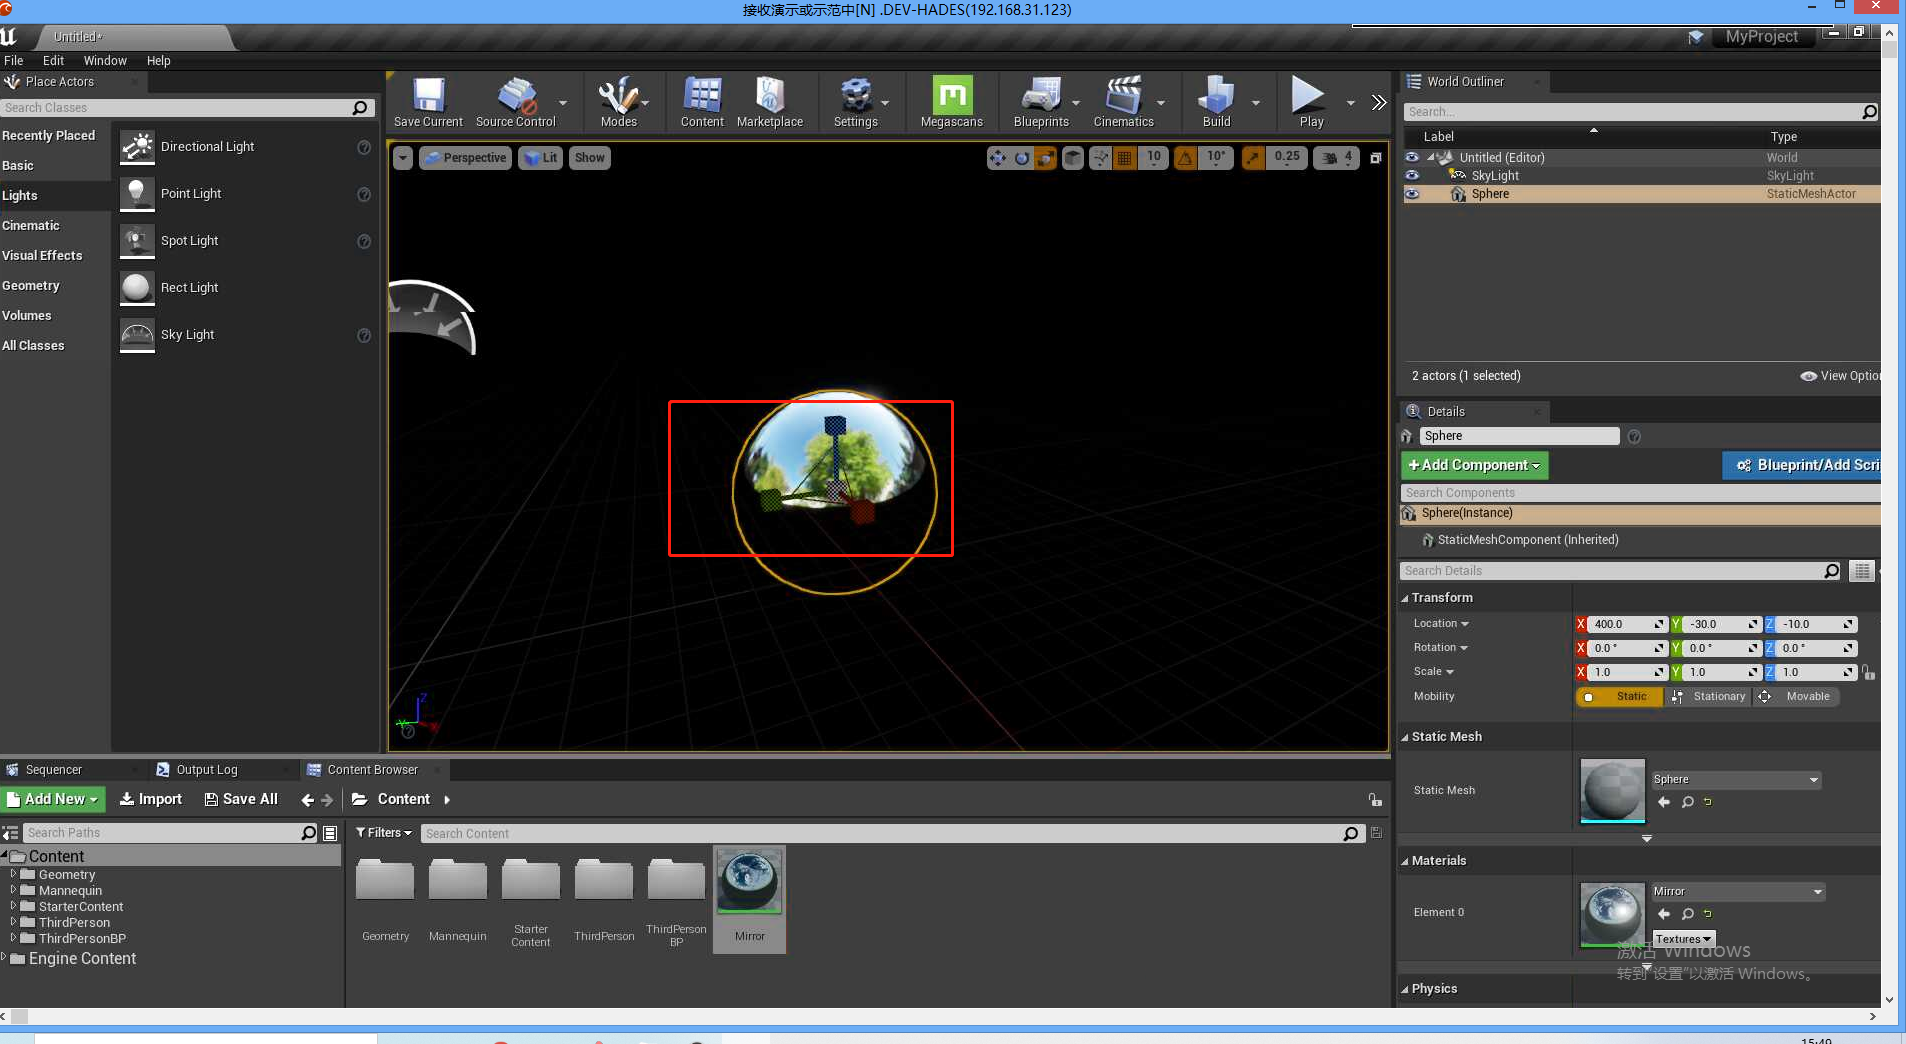 接收演示或示范中[N] .DEV-HADES(192.168.31.123)
Untitled*
MyProject
File Edit Window Help
Place Actors
Search Classes
Recently Placed
Basic
Lights
Cinematic
Visual Effects
Geometry
Volumes
All Classes
Directional Light
Point Light
Spot Light
Rect Light
Sky Light
Save Current
Source Control
Modes
Content
Marketplace
Settings
Megascans
Blueprints
Cinematics
Build
Play
Perspective Lit Show
10 10° 0.25 4
Z
Y
X
World Outliner
Search...
Label Type
Untitled (Editor) World
SkyLight SkyLight
Sphere StaticMeshActor
2 actors (1 selected) View Optio
Details
Sphere
+Add Component Blueprint/Add Scri
Search Components
Sphere(Instance)
StaticMeshComponent (Inherited)
Search Details
Transform
Location X 400.0 Y -30.0 Z -10.0
Rotation X 0.0 ° Y 0.0 ° Z 0.0 °
Scale X 1.0 Y 1.0 Z 1.0
Mobility Static Stationary Movable
Static Mesh
Static Mesh Sphere
Materials
Element 0 Mirror
Textures
激活 Windows
转到"设置"以激活 Windows。
Physics
Sequencer Output Log Content Browser
Add New Import Save All Content
Search Paths
Filters Search Content
Content
Geometry
Mannequin
StarterContent
ThirdPerson
ThirdPersonBP
Engine Content
Geometry
Mannequin
Starter
Content
ThirdPerson
ThirdPerson
BP
Mirror
15:49